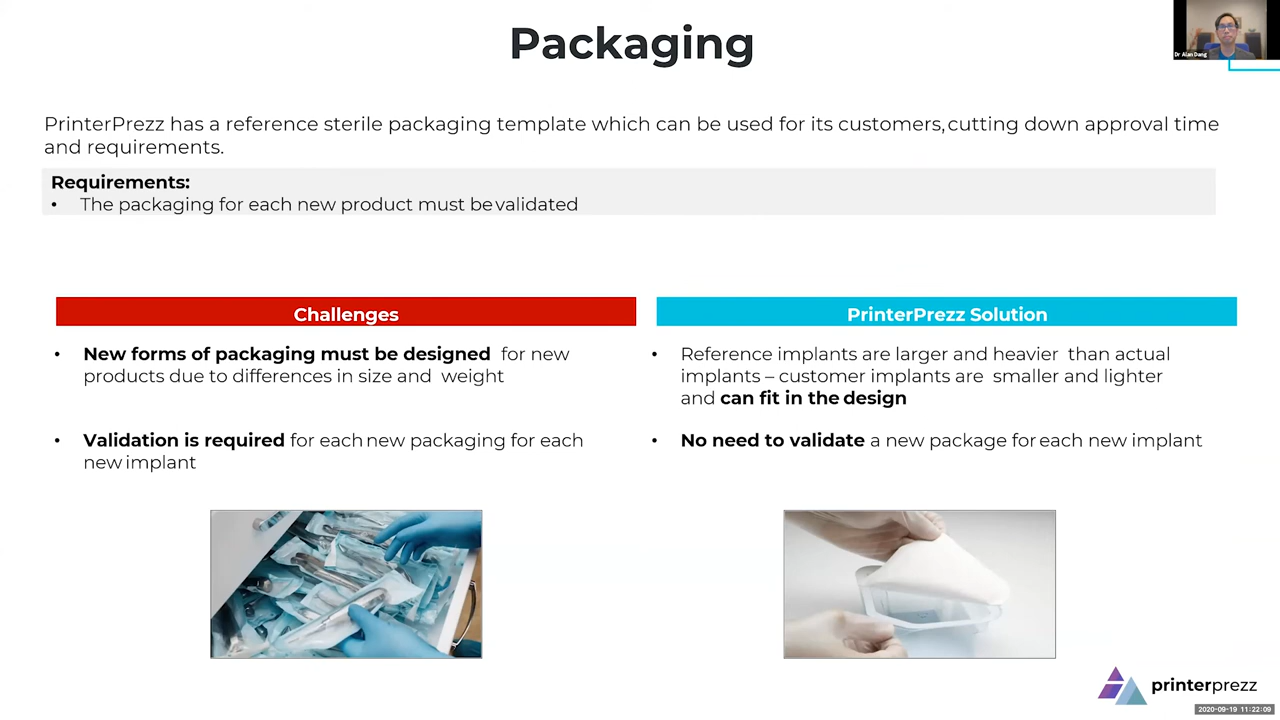 Packaging
Dr Alan Dang
PrinterPrezz has a reference sterile packaging template which can be used for its customers, cutting down approval time
and requirements.
Requirements:
• The packaging for each new product must be validated
Challenges
• New forms of packaging must be designed for new
products due to differences in size and weight
• Validation is required for each new packaging for each
new implant
PrinterPrezz Solution
• Reference implants are larger and heavier than actual
implants – customer implants are smaller and lighter
and can fit in the design
• No need to validate a new package for each new implant
printerprezz
2020-09-19 11:22:09